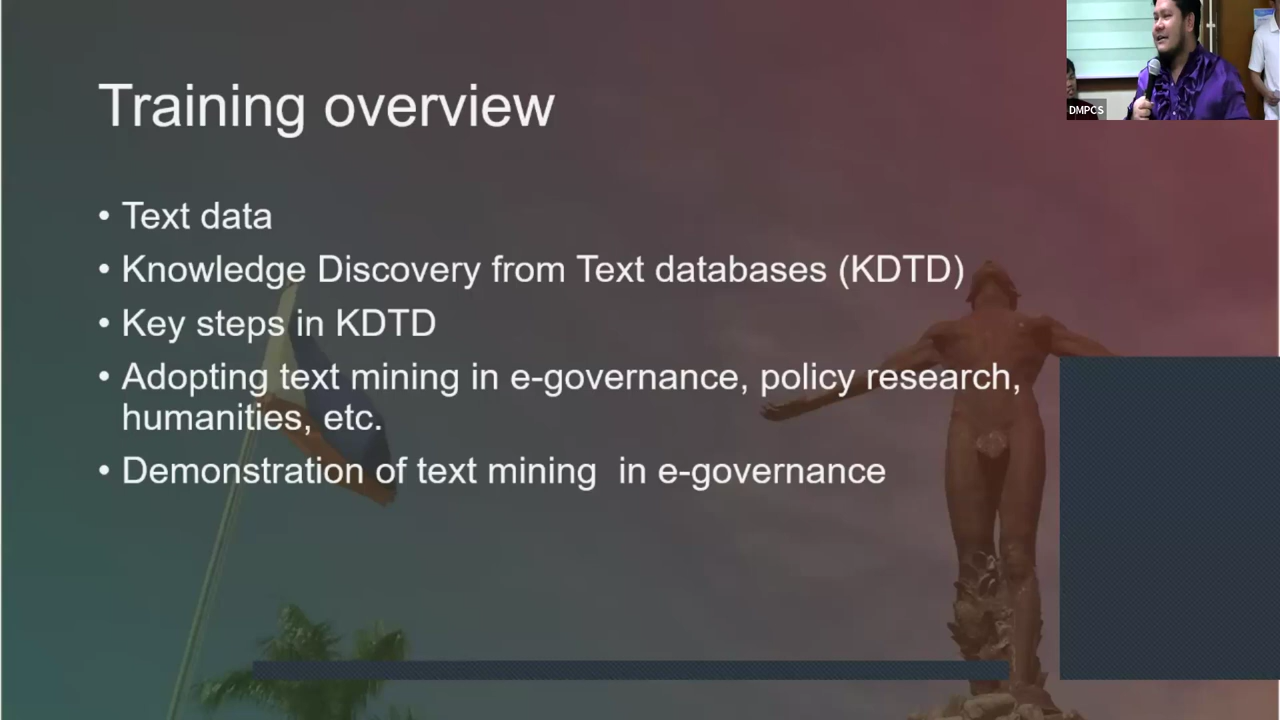 Training overview
• Text data
• Knowledge Discovery from Text databases (KDTD)
• Key steps in KDTD
• Adopting text mining in e-governance, policy research,
humanities, etc.
• Demonstration of text mining  in e-governance
DMPCS